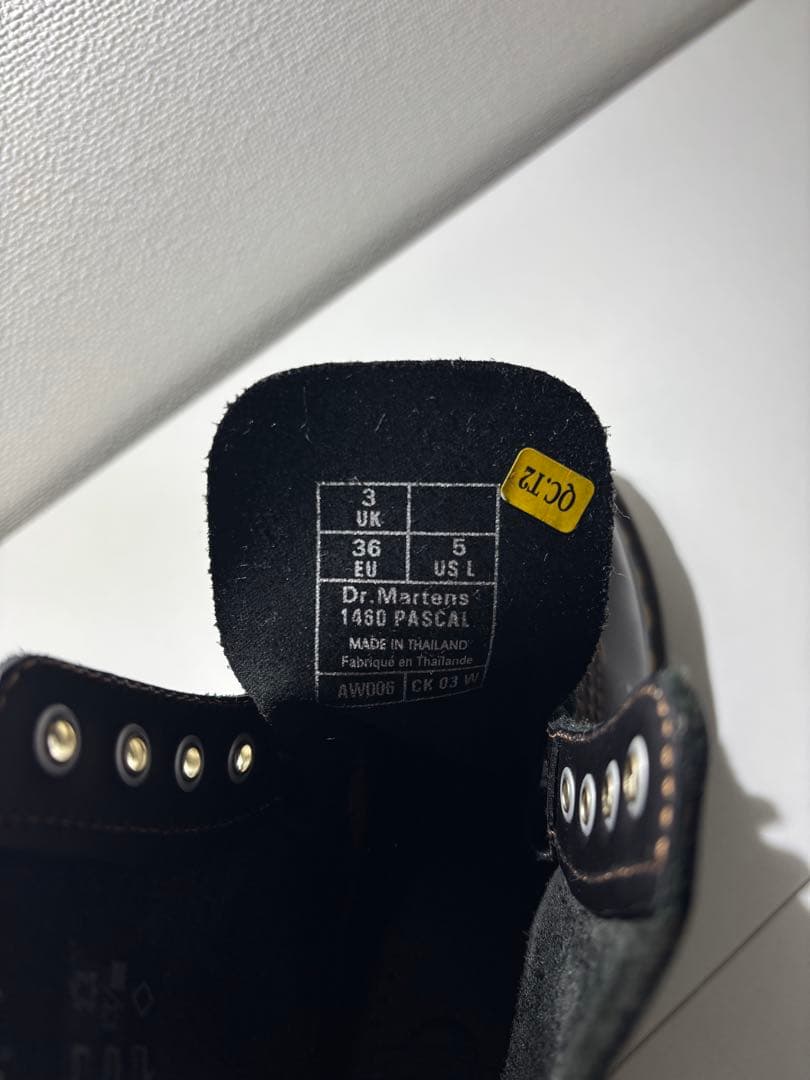 3
UK
36
EU
5
US L
Dr.Martens
1460 PASCAL
MADE IN THAILAND
Fabriqué en Thaïlande
AW006
CK 03 W
QC.T2